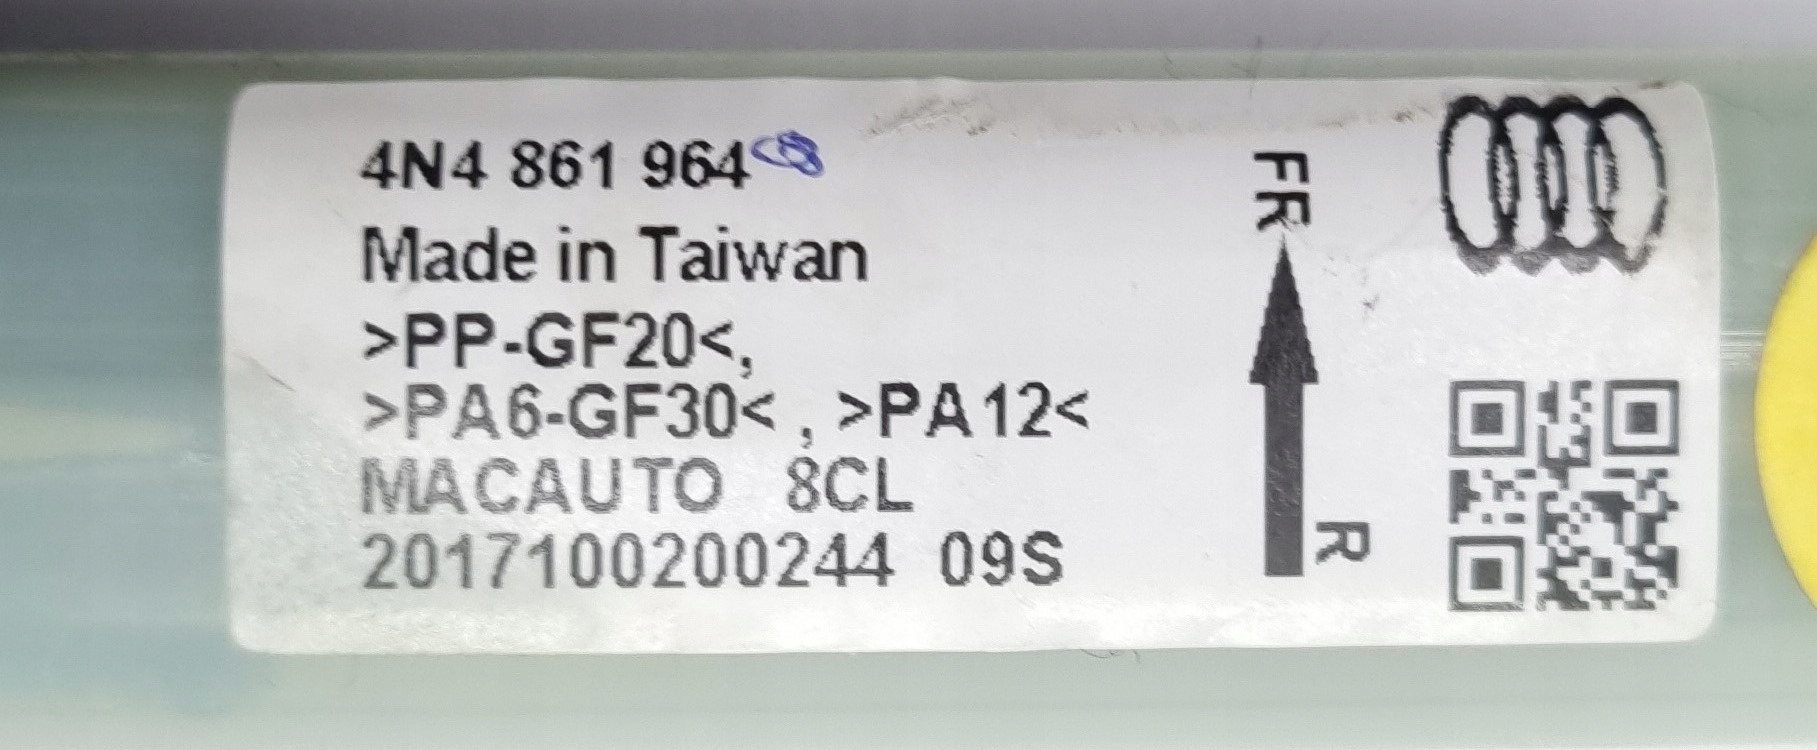 4N4 861 964
Made in Taiwan
>PP-GF20<,
>PA6-GF30< , >PA12<
MACAUTO 8CL
2017100200244 09S
FR
R